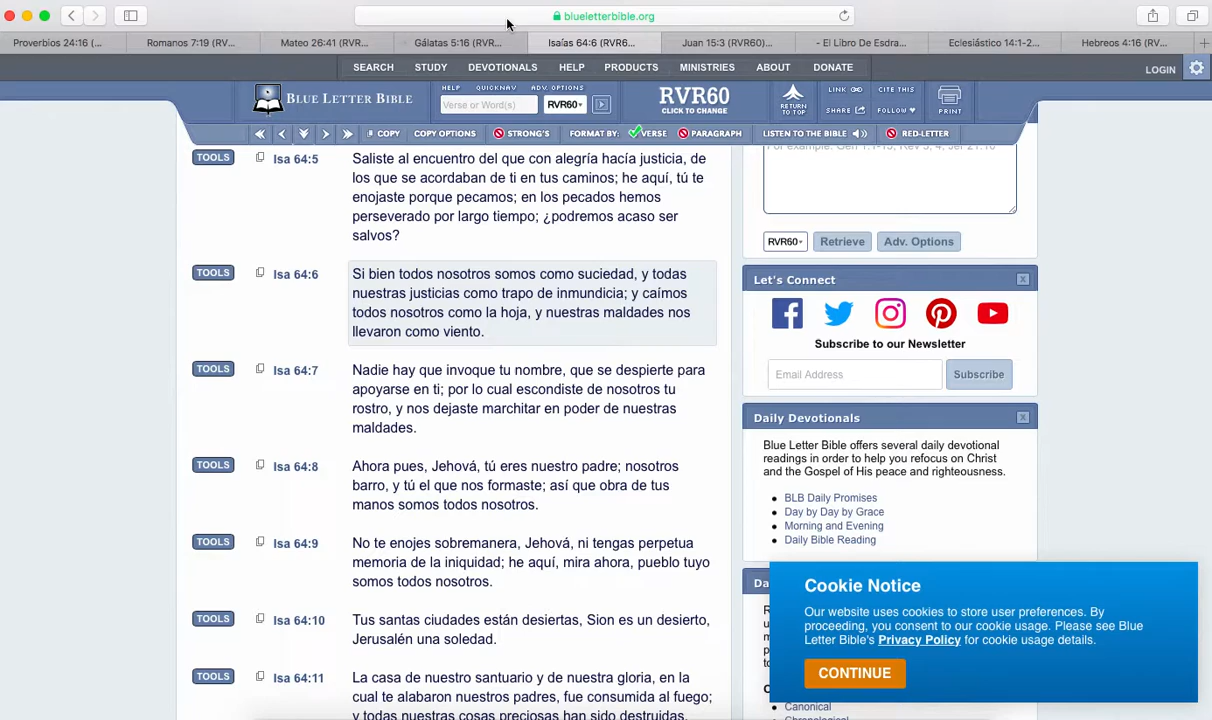 blueletterbible.org
Proverbios 24:16 (...
Romanos 7:19 (RV...
Mateo 26:41 (RVR...
Gálatas 5:16 (RVR...
Isaías 64:6 (RVR6...
Juan 15:3 (RVR60)...
- El Libro De Esdra...
Eclesiástico 14:1-2...
Hebreos 4:16 (RV...
SEARCH STUDY DEVOTIONALS HELP PRODUCTS MINISTRIES ABOUT DONATE
LOGIN
BLUE LETTER BIBLE
HELP QUICKNAV ADV. OPTIONS
Verse or Word(s) RVR60
RVR60
CLICK TO CHANGE
RETURN
TO TOP
LINK CITE THIS
SHARE FOLLOW
PRINT
COPY COPY OPTIONS STRONG'S FORMAT BY: VERSE PARAGRAPH LISTEN TO THE BIBLE RED-LETTER
TOOLS Isa 64:5 Saliste al encuentro del que con alegría hacía justicia, de
los que se acordaban de ti en tus caminos; he aquí, tú te
enojaste porque pecamos; en los pecados hemos
perseverado por largo tiempo; ¿podremos acaso ser
salvos?
TOOLS Isa 64:6 Si bien todos nosotros somos como suciedad, y todas
nuestras justicias como trapo de inmundicia; y caímos
todos nosotros como la hoja, y nuestras maldades nos
llevaron como viento.
TOOLS Isa 64:7 Nadie hay que invoque tu nombre, que se despierte para
apoyarse en ti; por lo cual escondiste de nosotros tu
rostro, y nos dejaste marchitar en poder de nuestras
maldades.
TOOLS Isa 64:8 Ahora pues, Jehová, tú eres nuestro padre; nosotros
barro, y tú el que nos formaste; así que obra de tus
manos somos todos nosotros.
TOOLS Isa 64:9 No te enojes sobremanera, Jehová, ni tengas perpetua
memoria de la iniquidad; he aquí, mira ahora, pueblo tuyo
somos todos nosotros.
TOOLS Isa 64:10 Tus santas ciudades están desiertas, Sion es un desierto,
Jerusalén una soledad.
TOOLS Isa 64:11 La casa de nuestro santuario y de nuestra gloria, en la
cual te alabaron nuestros padres, fue consumida al fuego;
y todas nuestras cosas preciosas han sido destruidas.
For example: Gen 1:1-15; Rev 5, 4; Jer 21:16
RVR60 Retrieve Adv. Options
Let's Connect
Subscribe to our Newsletter
Email Address Subscribe
Daily Devotionals
Blue Letter Bible offers several daily devotional
readings in order to help you refocus on Christ
and the Gospel of His peace and righteousness.
BLB Daily Promises
Day by Day by Grace
Morning and Evening
Daily Bible Reading
Cookie Notice
Our website uses cookies to store user preferences. By
proceeding, you consent to our cookie usage. Please see Blue
Letter Bible's Privacy Policy for cookie usage details.
CONTINUE
Canonical